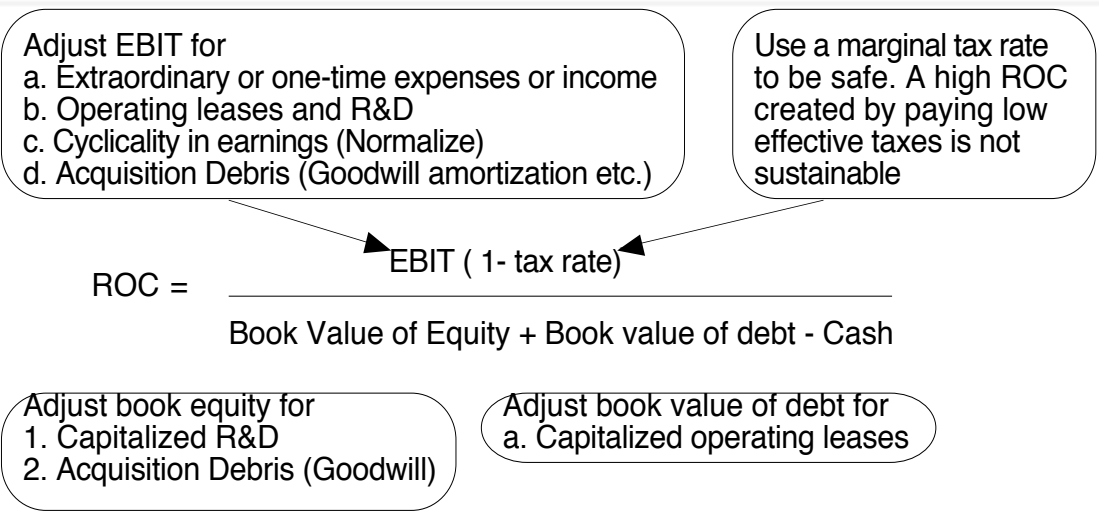 Adjust EBIT for
a. Extraordinary or one-time expenses or income
b. Operating leases and R&D
c. Cyclicality in earnings (Normalize)
d. Acquisition Debris (Goodwill amortization etc.)
Use a marginal tax rate
to be safe. A high ROC
created by paying low
effective taxes is not
sustainable
EBIT ( 1- tax rate)
ROC =
Book Value of Equity + Book value of debt - Cash
Adjust book equity for
1. Capitalized R&D
2. Acquisition Debris (Goodwill)
Adjust book value of debt for
a. Capitalized operating leases